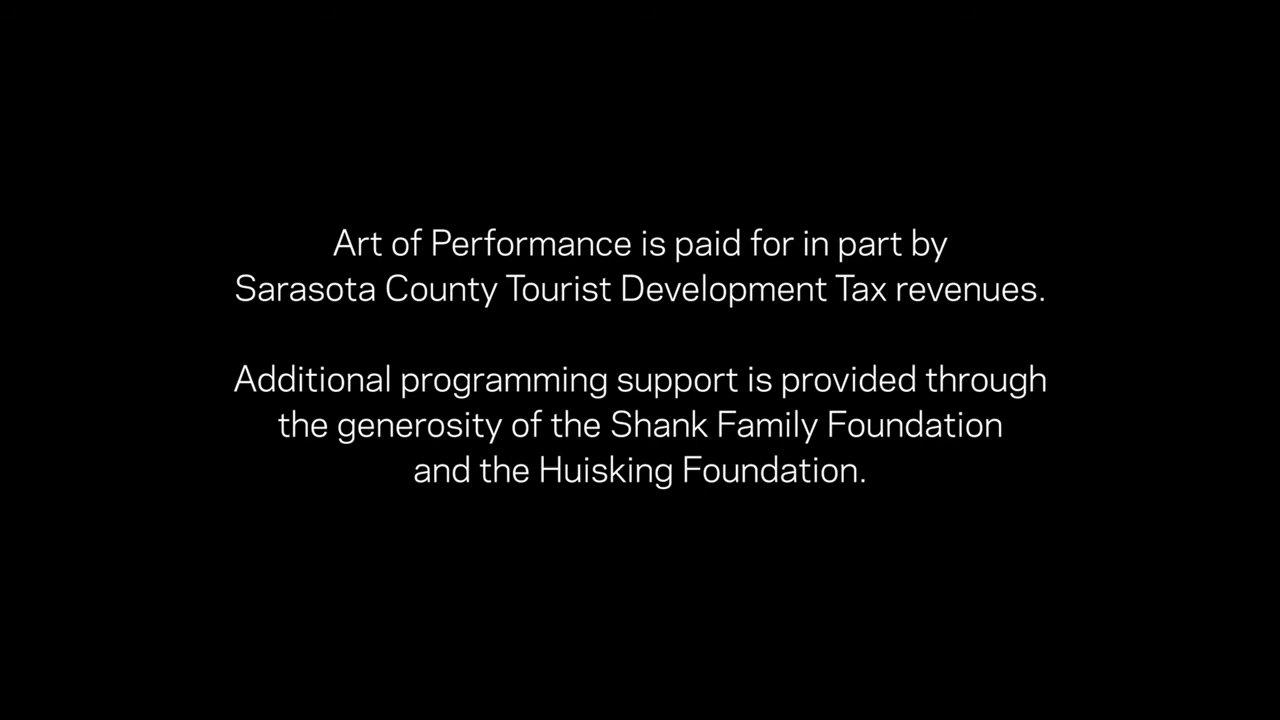 Art of Performance is paid for in part by
Sarasota County Tourist Development Tax revenues.
Additional programming support is provided through
the generosity of the Shank Family Foundation
and the Huisking Foundation.